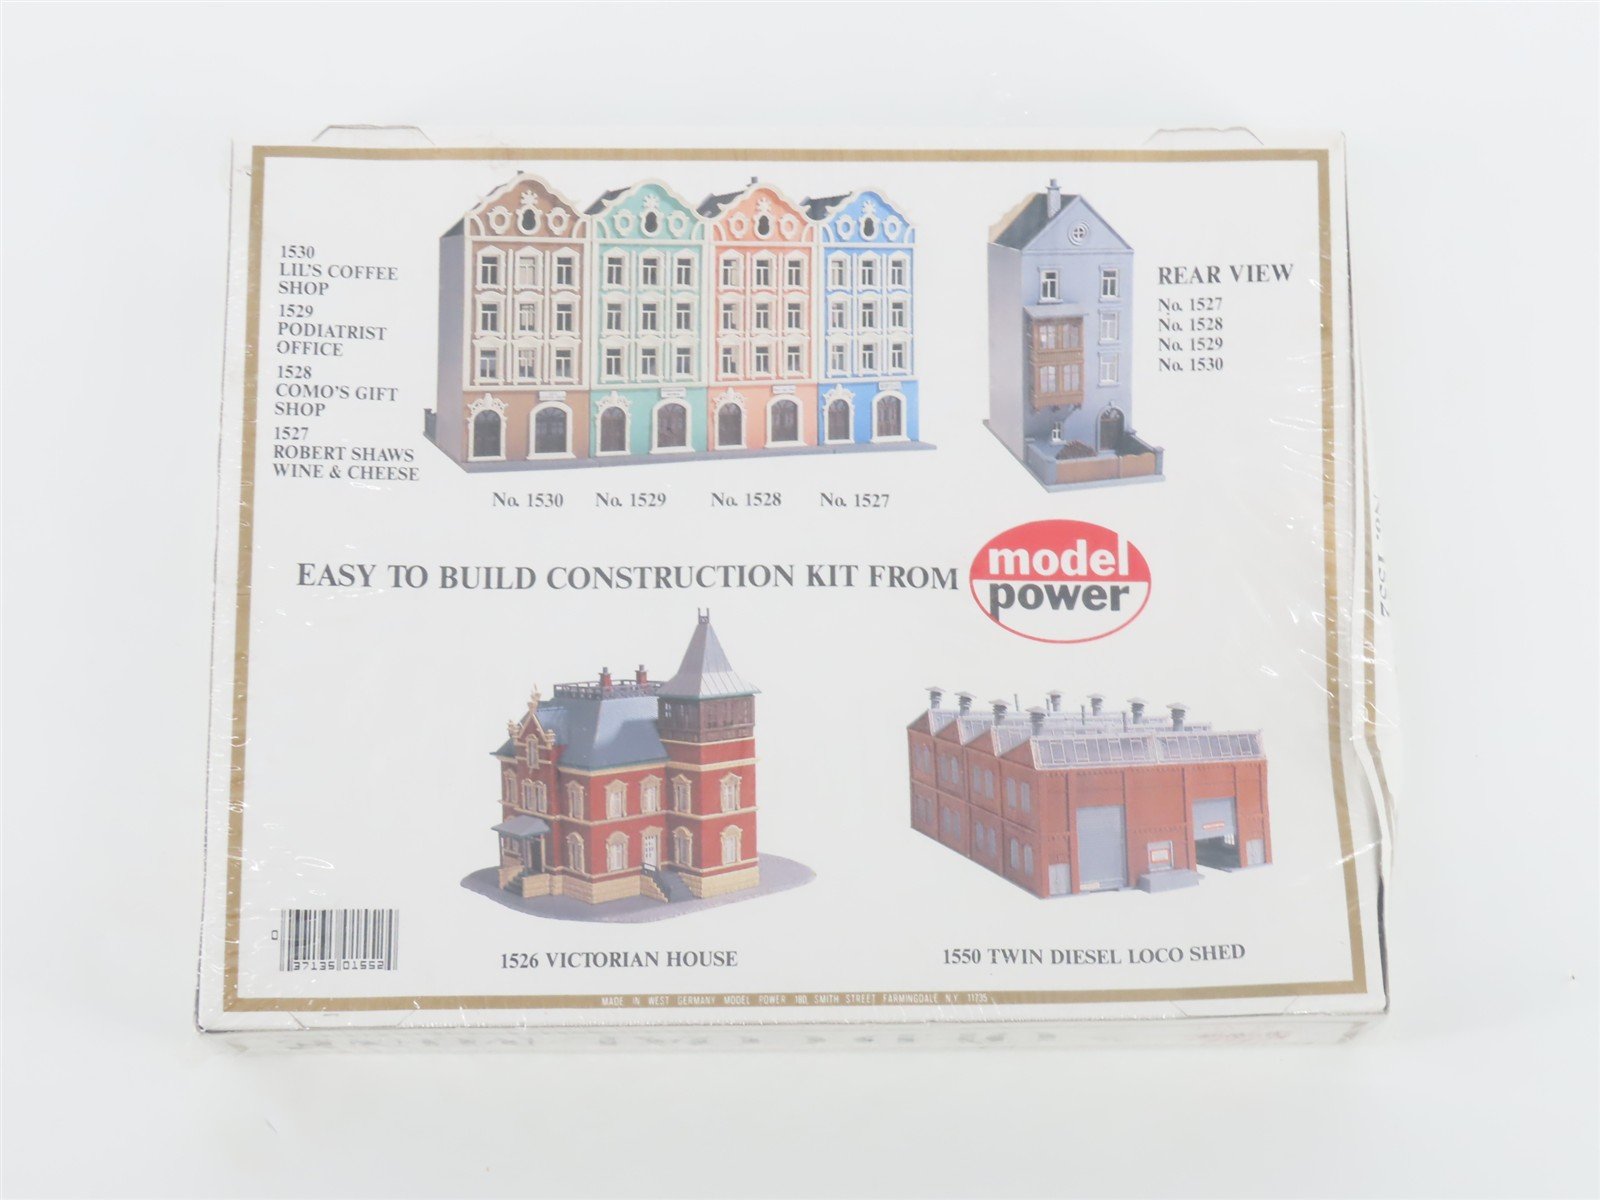 1530
LIL'S COFFEE
SHOP
1529
PODIATRIST
OFFICE
1528
COMO'S GIFT
SHOP
1527
ROBERT SHAWS
WINE & CHEESE
No. 1530 No. 1529 No. 1528 No. 1527
REAR VIEW
No. 1527
No. 1528
No. 1529
No. 1530
EASY TO BUILD CONSTRUCTION KIT FROM
model
power
1526 VICTORIAN HOUSE
1550 TWIN DIESEL LOCO SHED
0
37135 01552
MADE IN WEST GERMANY MODEL POWER 180, SMITH STREET FARMINGDALE N.Y. 11735